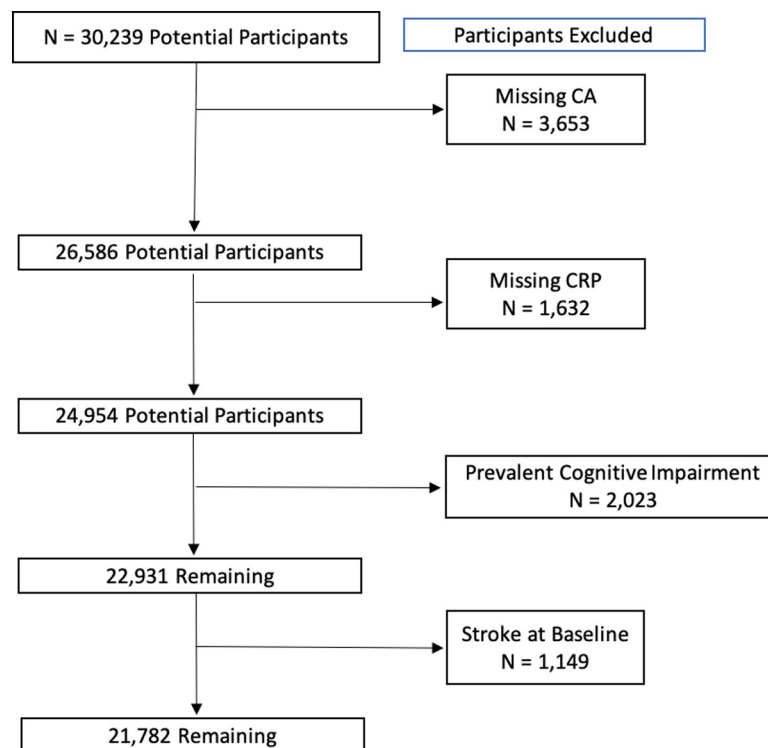 N = 30,239 Potential Participants
Participants Excluded
Missing CA
N = 3,653
26,586 Potential Participants
Missing CRP
N = 1,632
24,954 Potential Participants
Prevalent Cognitive Impairment
N = 2,023
22,931 Remaining
Stroke at Baseline
N = 1,149
21,782 Remaining